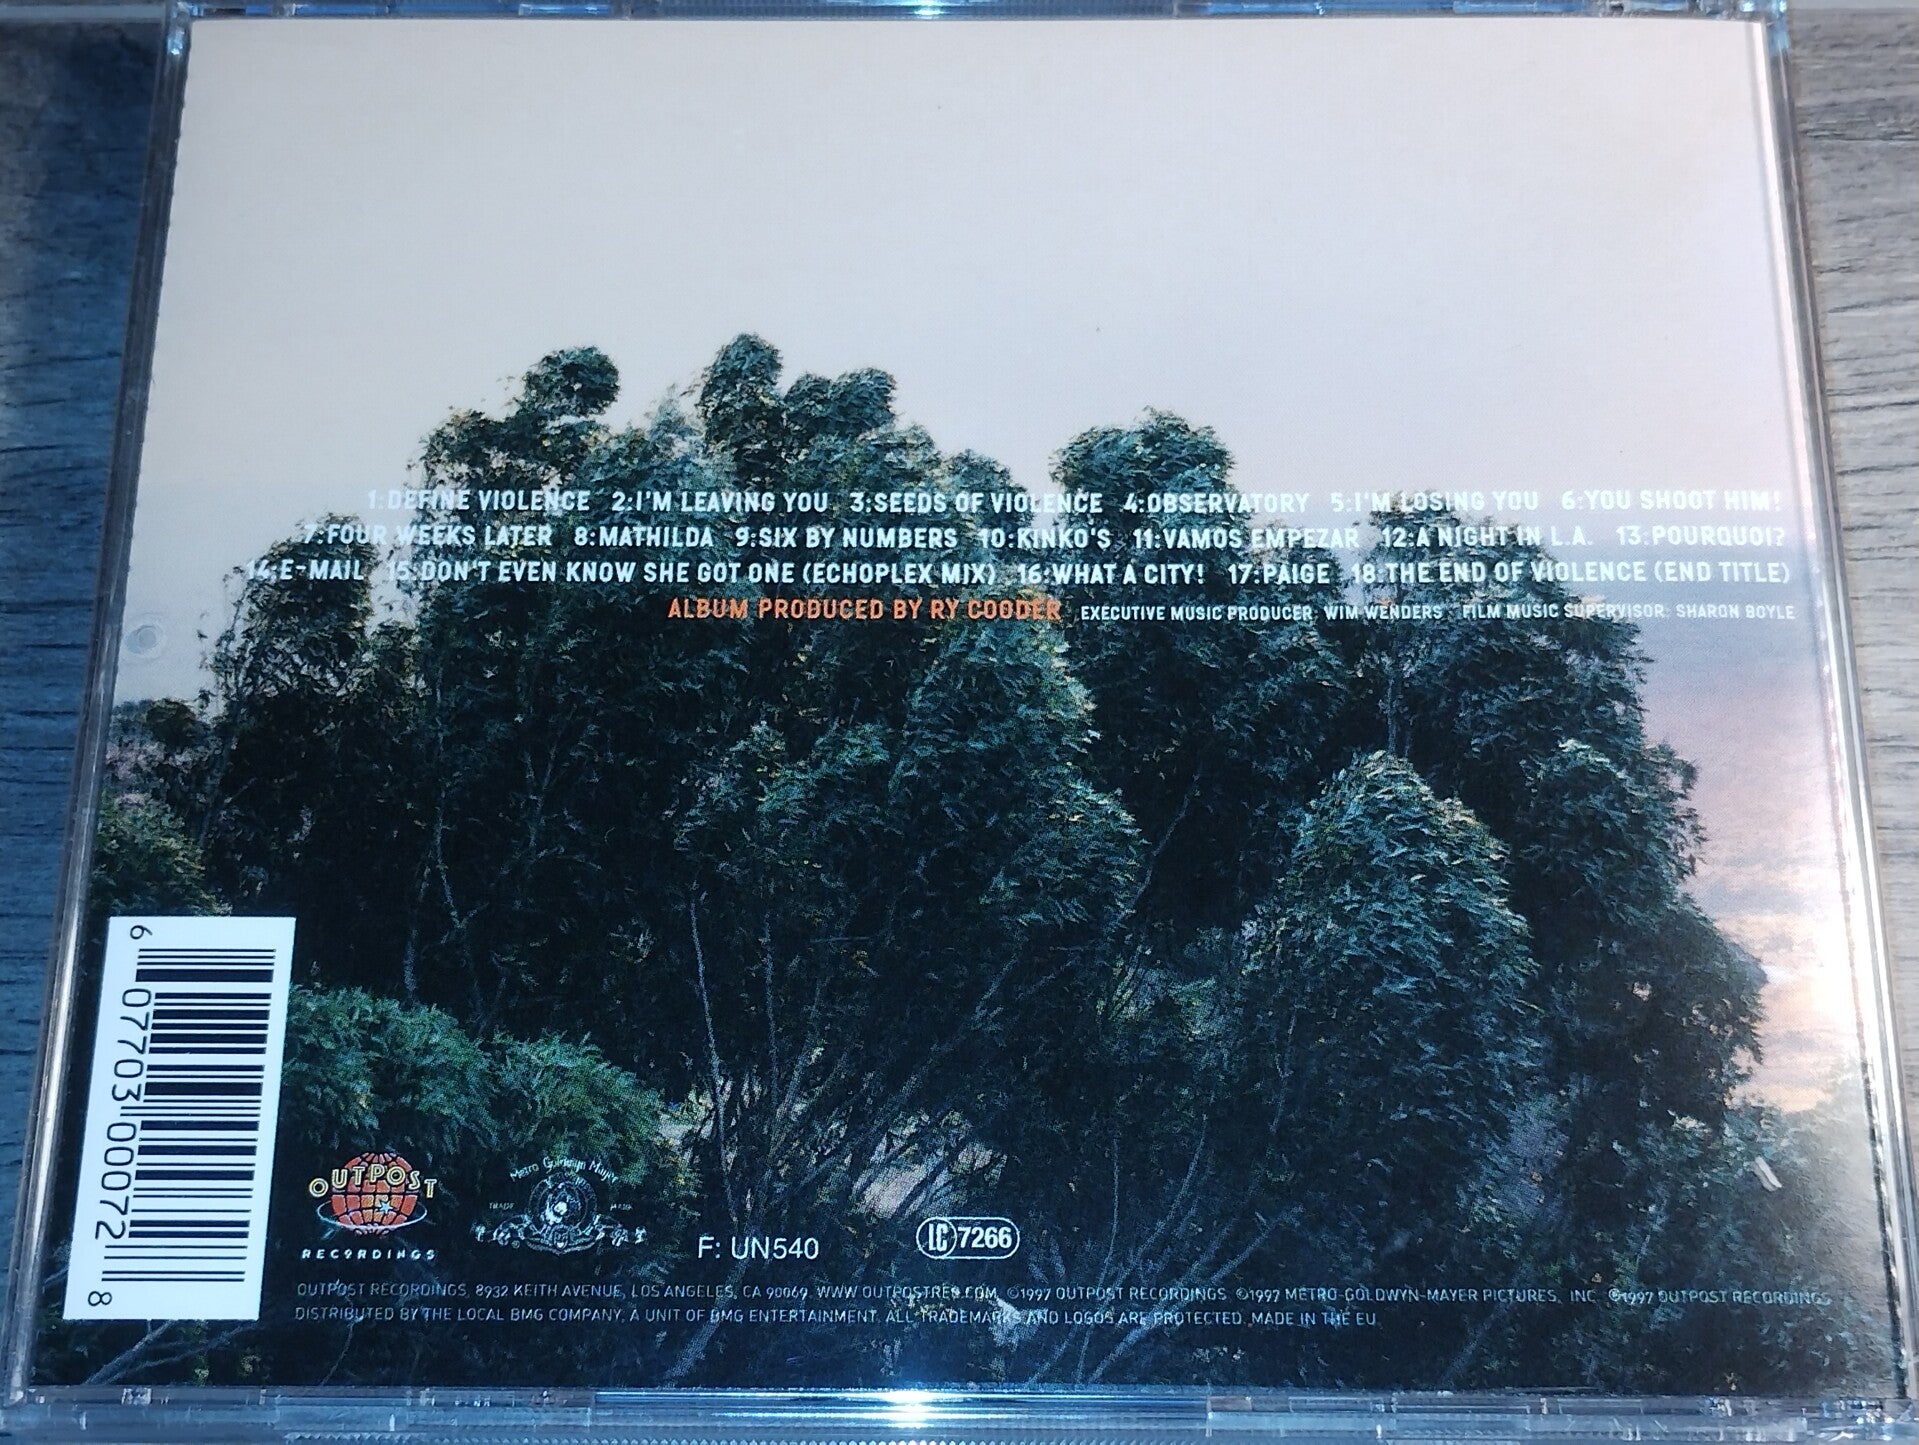 1:DEFINE VIOLENCE 2:I'M LEAVING YOU 3:SEEDS OF VIOLENCE 4:OBSERVATORY 5:I'M LOSING YOU 6:YOU SHOOT HIM!
7:FOUR WEEKS LATER 8:MATHILDA 9:SIX BY NUMBERS 10:KINKO'S 11:VAMOS EMPEZAR 12:A NIGHT IN L.A. 13:POURQUOI?
14:E-MAIL 15:DON'T EVEN KNOW SHE GOT ONE (ECHOPLEX MIX) 16:WHAT A CITY! 17:PAIGE 18:THE END OF VIOLENCE (END TITLE)
ALBUM PRODUCED BY RY COODER EXECUTIVE MUSIC PRODUCER: WIM WENDERS FILM MUSIC SUPERVISOR: SHARON BOYLE
6 07703 00072 8
OUTPOST
RECORDINGS
Metro Goldwyn Mayer
TRADE MARK
F: UN540
LC 7266
OUTPOST RECORDINGS, 8932 KEITH AVENUE, LOS ANGELES, CA 90069. WWW.OUTPOSTREC.COM. ©1997 OUTPOST RECORDINGS. ©1997 METRO-GOLDWYN-MAYER PICTURES, INC. ℗1997 OUTPOST RECORDINGS.
DISTRIBUTED BY THE LOCAL BMG COMPANY, A UNIT OF BMG ENTERTAINMENT. ALL TRADEMARKS AND LOGOS ARE PROTECTED. MADE IN THE EU